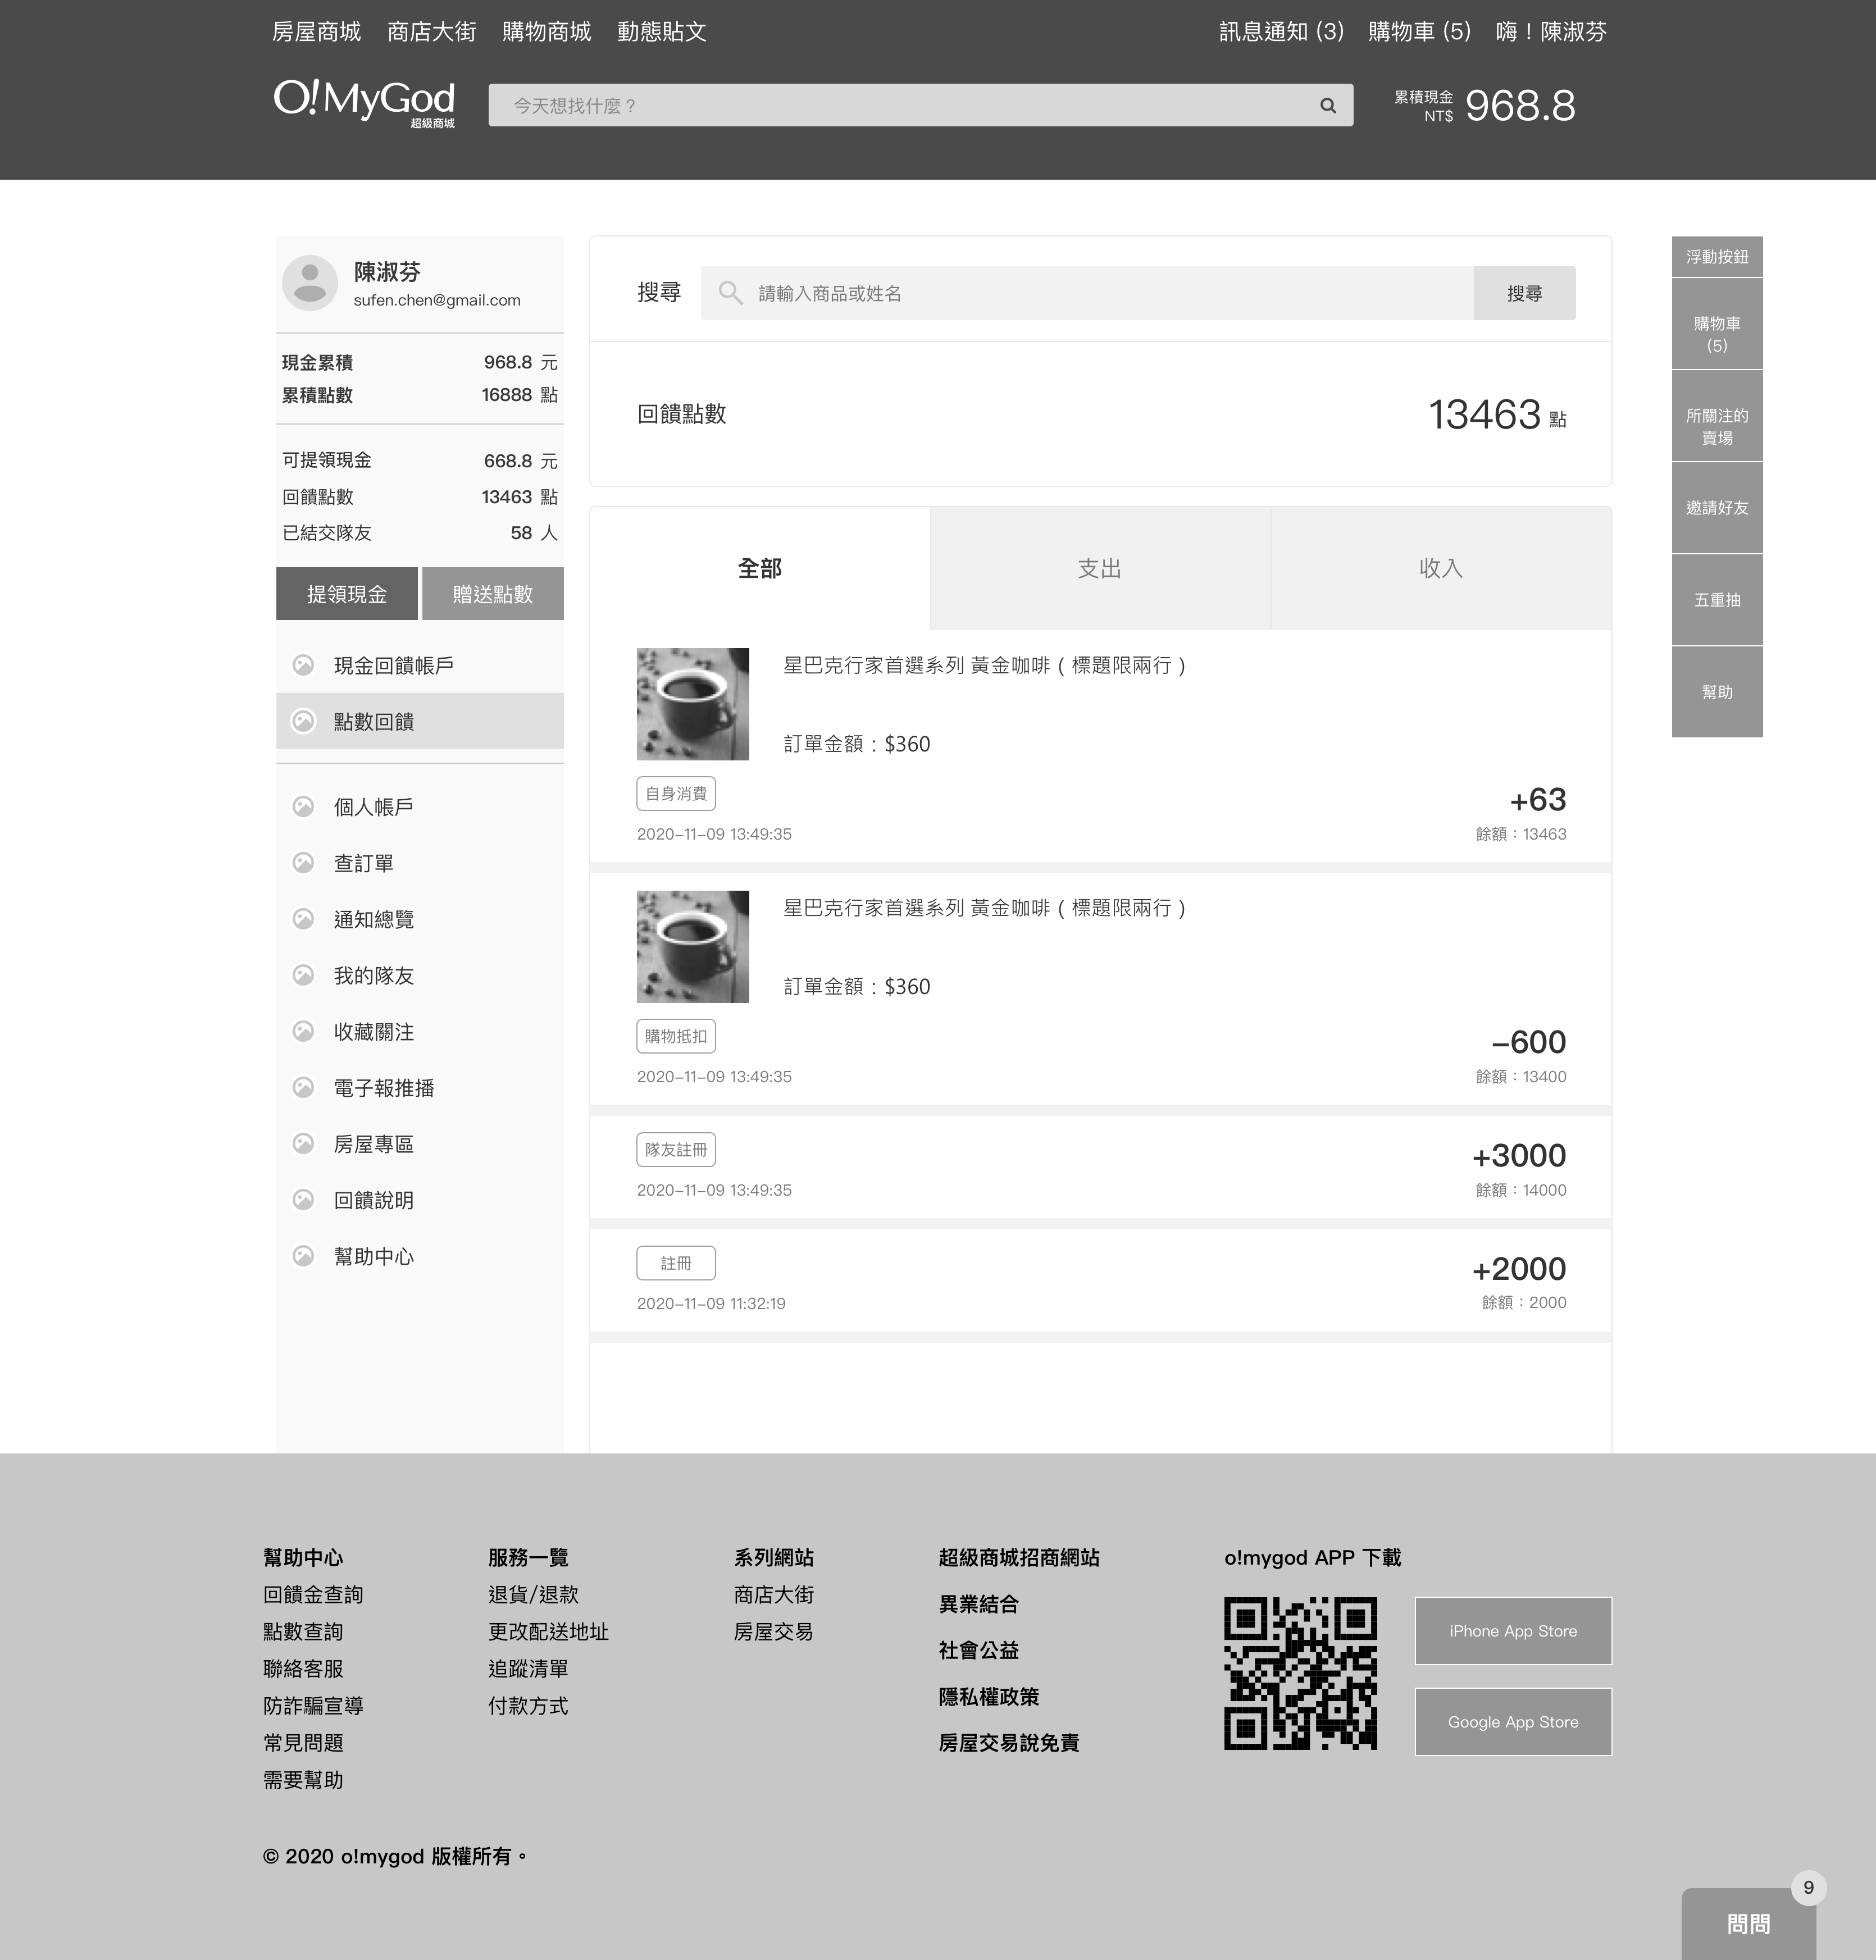 房屋商城 商店大街 購物商城 動態貼文 訊息通知 (3) 購物車 (5) 嗨！陳淑芬
O!MyGod
超級商城
今天想找什麼？
累積現金
NT$
968.8
陳淑芬
sufen.chen@gmail.com
現金累積 968.8 元
累積點數 16888 點
可提領現金 668.8 元
回饋點數 13463 點
已結交隊友 58 人
提領現金 贈送點數
現金回饋帳戶
點數回饋
個人帳戶
查訂單
通知總覽
我的隊友
收藏關注
電子報推播
房屋專區
回饋說明
幫助中心
搜尋 請輸入商品或姓名 搜尋
回饋點數 13463 點
全部 支出 收入
星巴克行家首選系列 黃金咖啡（標題限兩行）
訂單金額：$360
自身消費 +63
2020-11-09 13:49:35 餘額：13463
星巴克行家首選系列 黃金咖啡（標題限兩行）
訂單金額：$360
購物抵扣 -600
2020-11-09 13:49:35 餘額：13400
隊友註冊 +3000
2020-11-09 13:49:35 餘額：14000
註冊 +2000
2020-11-09 11:32:19 餘額：2000
浮動按鈕
購物車
(5)
所關注的
賣場
邀請好友
五重抽
幫助
幫助中心
回饋金查詢
點數查詢
聯絡客服
防詐騙宣導
常見問題
需要幫助
服務一覽
退貨/退款
更改配送地址
追蹤清單
付款方式
系列網站
商店大街
房屋交易
超級商城招商網站
異業結合
社會公益
隱私權政策
房屋交易說免責
o!mygod APP 下載
iPhone App Store
Google App Store
© 2020 o!mygod 版權所有。
9
問問